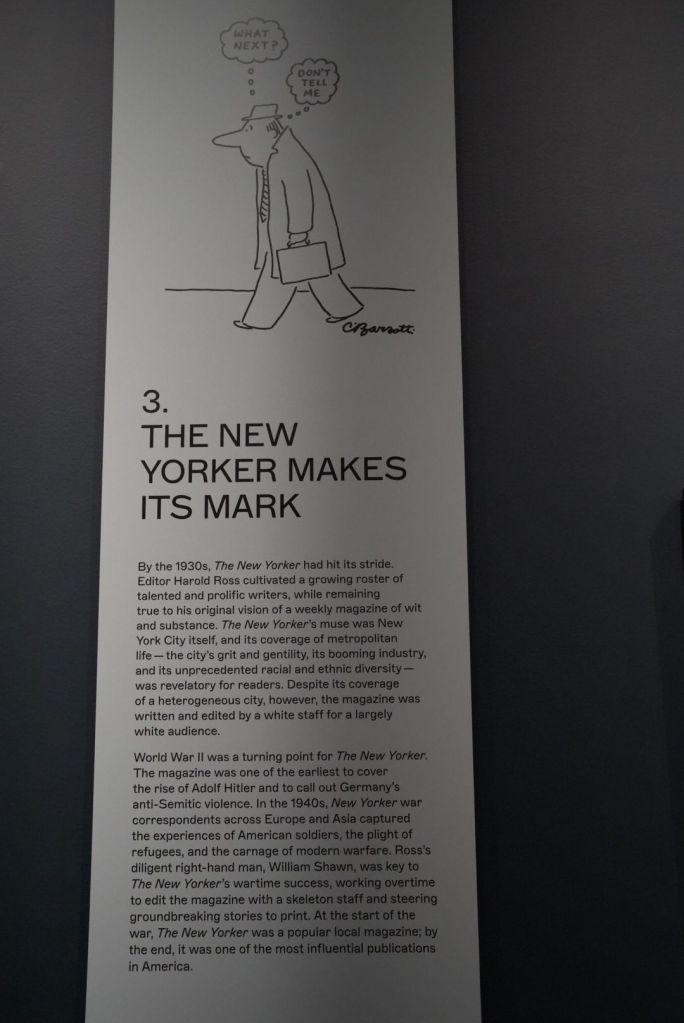 WHAT
NEXT?
DON'T
TELL
ME
CBarsotti
3.
THE NEW
YORKER MAKES
ITS MARK
By the 1930s, The New Yorker had hit its stride.
Editor Harold Ross cultivated a growing roster of
talented and prolific writers, while remaining
true to his original vision of a weekly magazine of wit
and substance. The New Yorker's muse was New
York City itself, and its coverage of metropolitan
life—the city's grit and gentility, its booming industry,
and its unprecedented racial and ethnic diversity—
was revelatory for readers. Despite its coverage
of a heterogeneous city, however, the magazine was
written and edited by a white staff for a largely
white audience.
World War II was a turning point for The New Yorker.
The magazine was one of the earliest to cover
the rise of Adolf Hitler and to call out Germany's
anti-Semitic violence. In the 1940s, New Yorker war
correspondents across Europe and Asia captured
the experiences of American soldiers, the plight of
refugees, and the carnage of modern warfare. Ross's
diligent right-hand man, William Shawn, was key to
The New Yorker's wartime success, working overtime
to edit the magazine with a skeleton staff and steering
groundbreaking stories to print. At the start of the
war, The New Yorker was a popular local magazine; by
the end, it was one of the most influential publications
in America.